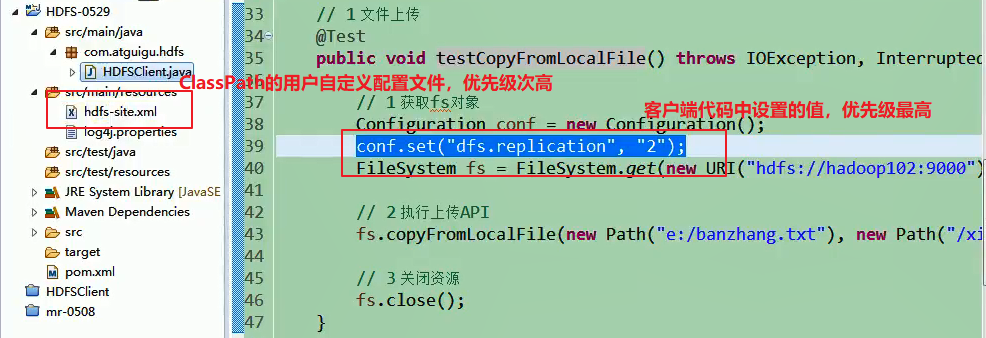 HDFS-0529
src/main/java
com.atguigu.hdfs
HDFSClient.java
src/main/resources
hdfs-site.xml
log4j.properties
src/test/java
src/test/resources
JRE System Library [JavaSE
Maven Dependencies
src
target
pom.xml
HDFSClient
mr-0508
ClassPath的用户自定义配置文件，优先级次高
客户端代码中设置的值，优先级最高
33 // 1 文件上传
34 @Test
35 public void testCopyFromLocalFile() throws IOException, Interrupted
37 // 1 获取fs对象
38 Configuration conf = new Configuration();
39 conf.set("dfs.replication", "2");
40 FileSystem fs = FileSystem.get(new URI("hdfs://hadoop102:9000")
41
42 // 2 执行上传API
43 fs.copyFromLocalFile(new Path("e:/banzhang.txt"), new Path("/xi
44
45 // 3 关闭资源
46 fs.close();
47 }